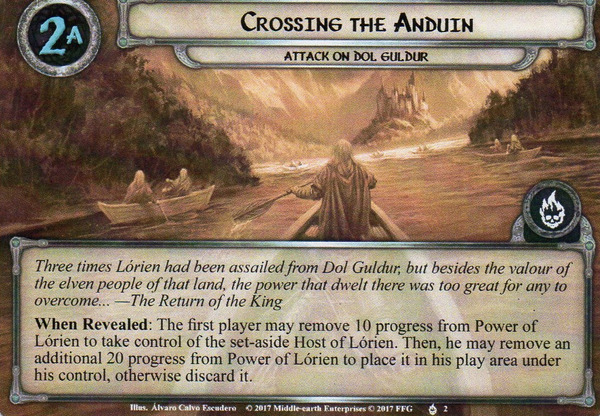 2A
CROSSING THE ANDUIN
ATTACK ON DOL GULDUR
Three times Lórien had been assailed from Dol Guldur, but besides the valour of
the elven people of that land, the power that dwelt there was too great for any to
overcome... —The Return of the King
When Revealed: The first player may remove 10 progress from Power of
Lórien to take control of the set-aside Host of Lórien. Then, he may remove an
additional 20 progress from Power of Lórien to place it in his play area under
his control, otherwise discard it.
Illus. Álvaro Calvo Escudero © 2017 Middle-earth Enterprises © 2017 FFG 2